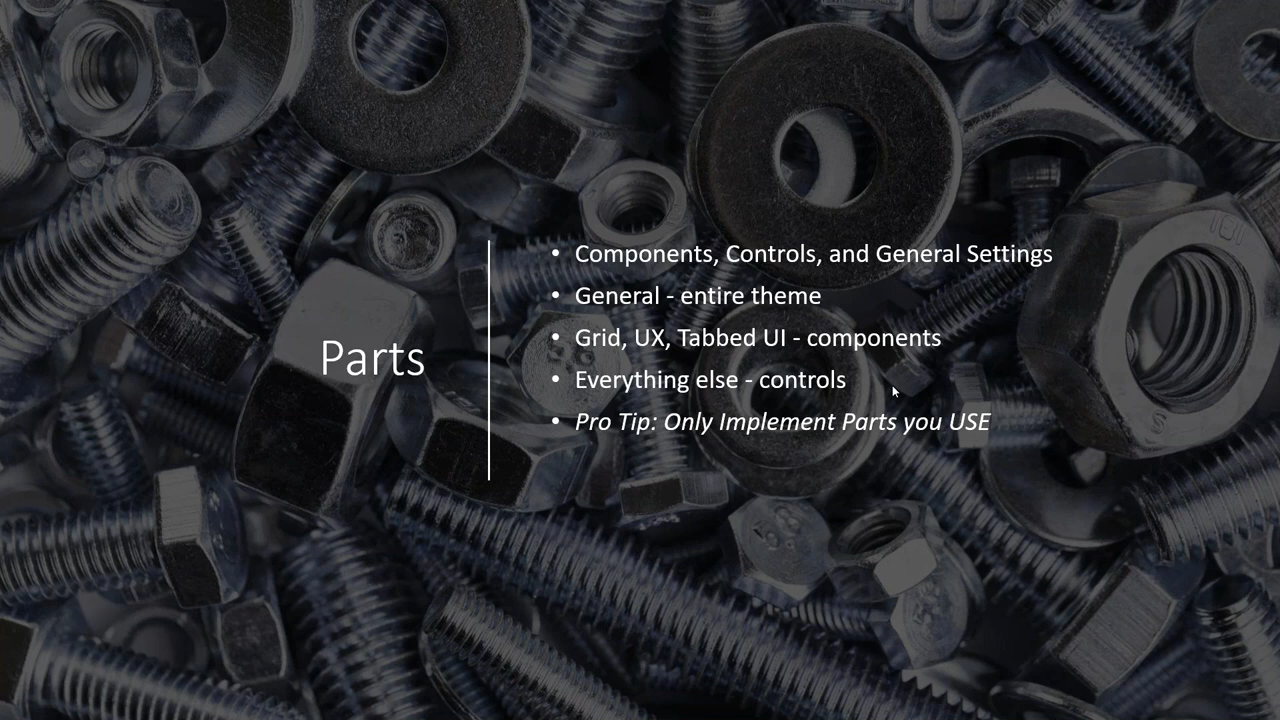 Parts
• Components, Controls, and General Settings
• General - entire theme
• Grid, UX, Tabbed UI - components
• Everything else - controls
• Pro Tip: Only Implement Parts you USE